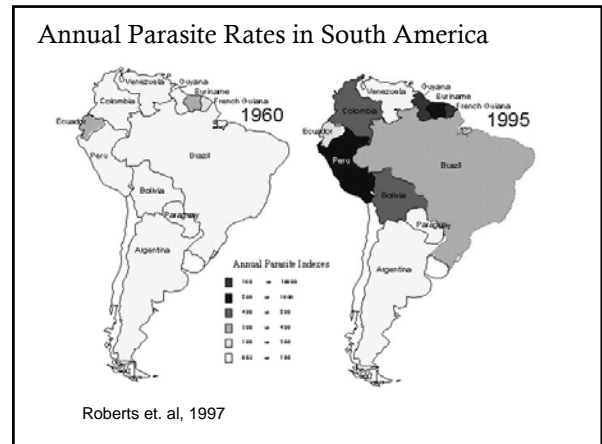 Annual Parasite Rates in South America
Venezuela
Guyana
Suriname
French Guiana
Colombia
Ecuador
1960
Peru
Brazil
Bolivia
Paraguay
Argentina
Venezuela
Guyana
Suriname
French Guiana
Colombia
Ecuador
1995
Peru
Brazil
Bolivia
Paraguay
Argentina
Annual Parasite Indexes
Roberts et. al, 1997